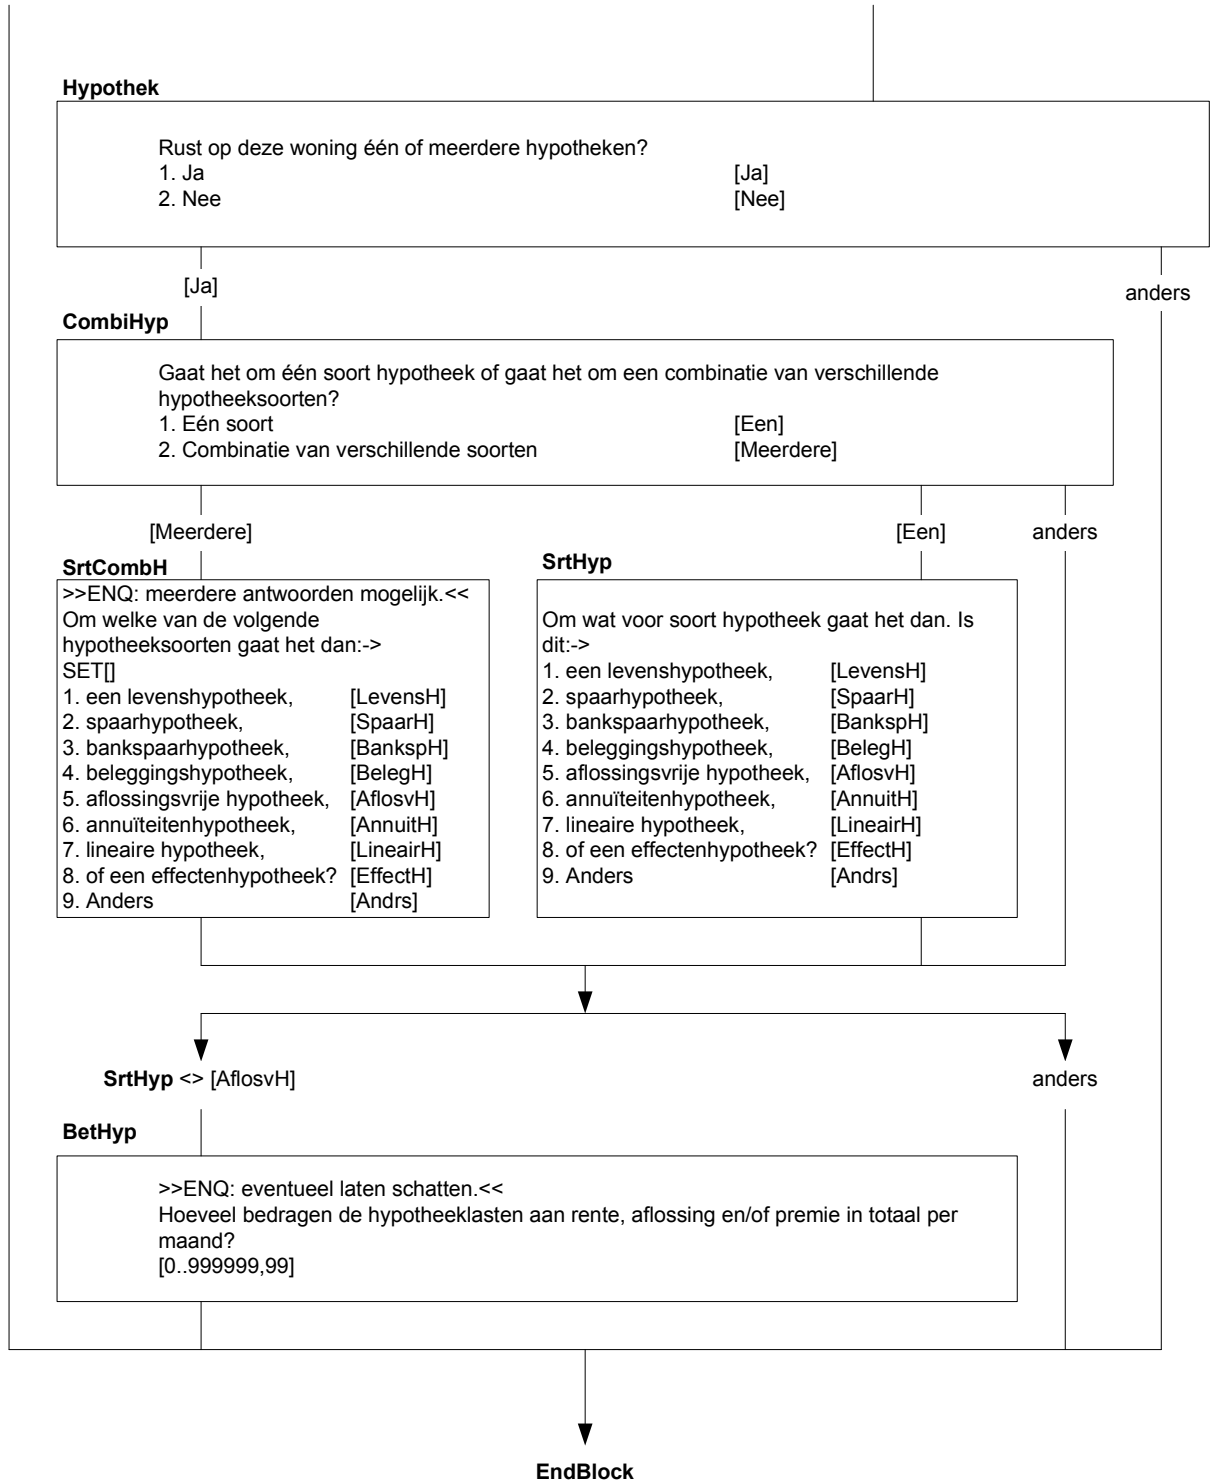 Hypothek
Rust op deze woning één of meerdere hypotheken?
1. Ja [Ja]
2. Nee [Nee]
[Ja]
anders
CombiHyp
Gaat het om één soort hypotheek of gaat het om een combinatie van verschillende
hypotheeksoorten?
1. Eén soort [Een]
2. Combinatie van verschillende soorten [Meerdere]
[Meerdere]
[Een]
anders
SrtCombH
>>ENQ: meerdere antwoorden mogelijk.<<
Om welke van de volgende
hypotheeksoorten gaat het dan:->
SET[]
1. een levenshypotheek, [LevensH]
2. spaarhypotheek, [SpaarH]
3. bankspaarhypotheek, [BankspH]
4. beleggingshypotheek, [BelegH]
5. aflossingsvrije hypotheek, [AflosvH]
6. annuïteitenhypotheek, [AnnuitH]
7. lineaire hypotheek, [LineairH]
8. of een effectenhypotheek? [EffectH]
9. Anders [Andrs]
SrtHyp
Om wat voor soort hypotheek gaat het dan. Is
dit:->
1. een levenshypotheek, [LevensH]
2. spaarhypotheek, [SpaarH]
3. bankspaarhypotheek, [BankspH]
4. beleggingshypotheek, [BelegH]
5. aflossingsvrije hypotheek, [AflosvH]
6. annuïteitenhypotheek, [AnnuitH]
7. lineaire hypotheek, [LineairH]
8. of een effectenhypotheek? [EffectH]
9. Anders [Andrs]
SrtHyp <> [AflosvH]
anders
BetHyp
>>ENQ: eventueel laten schatten.<<
Hoeveel bedragen de hypotheeklasten aan rente, aflossing en/of premie in totaal per
maand?
[0..999999,99]
EndBlock